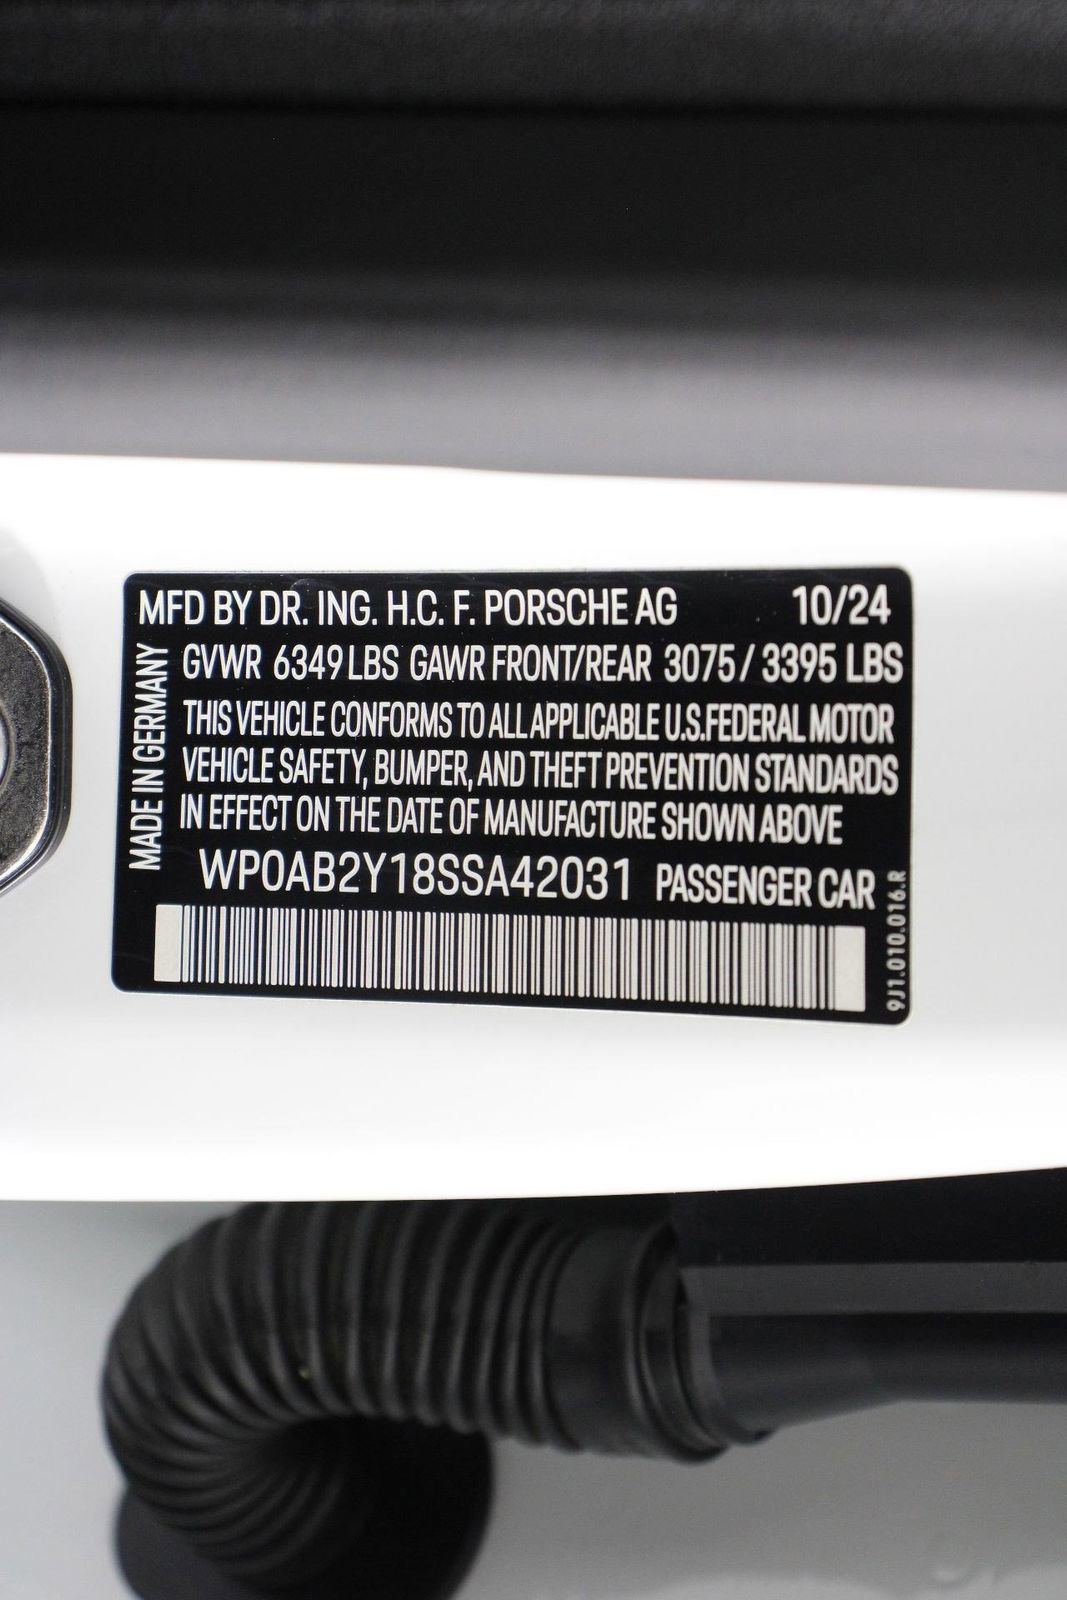 MFD BY DR. ING. H.C. F. PORSCHE AG 10/24
GVWR 6349 LBS GAWR FRONT/REAR 3075 / 3395 LBS
THIS VEHICLE CONFORMS TO ALL APPLICABLE U.S.FEDERAL MOTOR
VEHICLE SAFETY, BUMPER, AND THEFT PREVENTION STANDARDS
IN EFFECT ON THE DATE OF MANUFACTURE SHOWN ABOVE
WP0AB2Y18SSA42031 PASSENGER CAR
MADE IN GERMANY
9J1.010.016.R